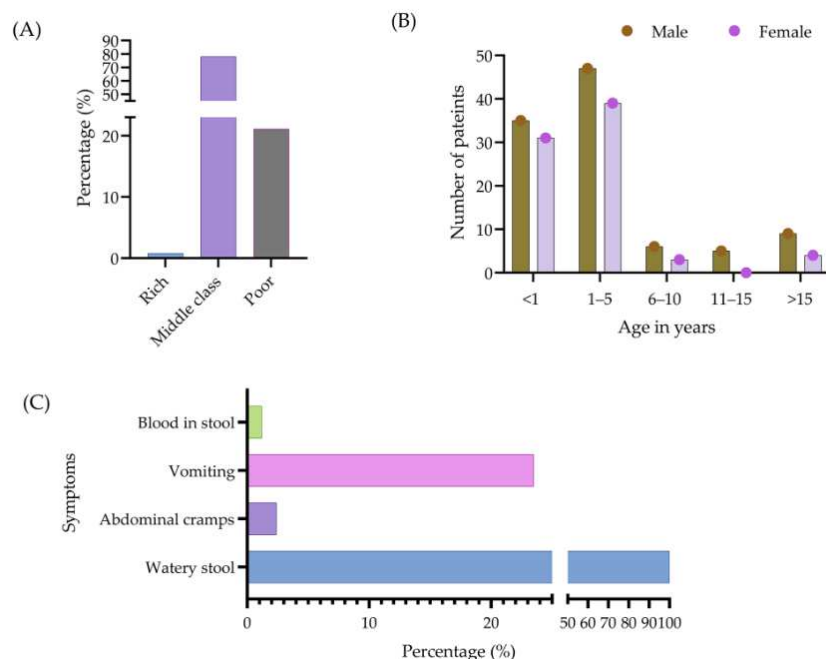 (A)
90
80
70
60
50
20
10
0
Percentage (%)
Rich
Middle class
Poor
(B)
Male
Female
50
40
30
20
10
0
Number of pateints
<1
1–5
6–10
11–15
>15
Age in years
(C)
Symptoms
Blood in stool
Vomiting
Abdominal cramps
Watery stool
0 10 20 50 60 70 80 90 100
Percentage (%)